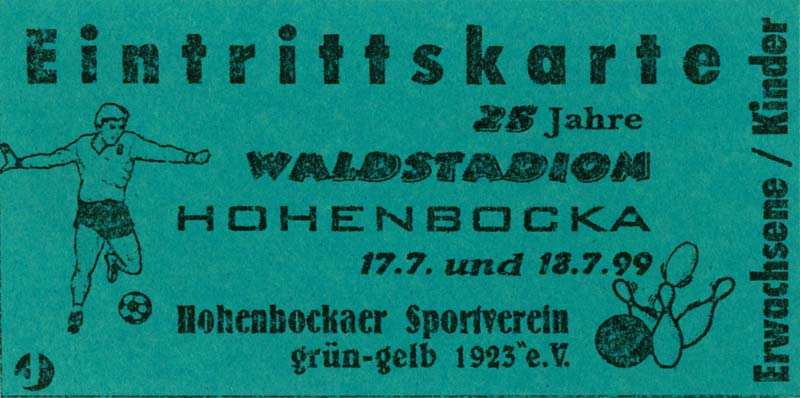 Eintrittskarte
25 Jahre
WALDSTADION
HOHENBOCKA
17.7. und 18.7.99
Hohenbockaer Sportverein
grün-gelb 1923" e.V.
Erwachsene / Kinder